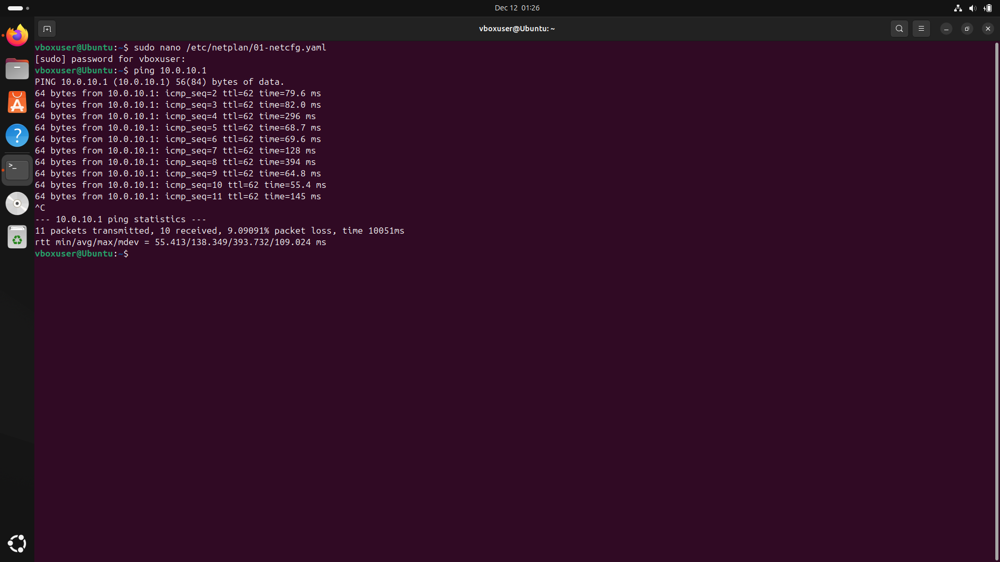 Dec 12 01:26
vboxuser@Ubuntu: ~
vboxuser@Ubuntu:~$ sudo nano /etc/netplan/01-netcfg.yaml
[sudo] password for vboxuser:
vboxuser@Ubuntu:~$ ping 10.0.10.1
PING 10.0.10.1 (10.0.10.1) 56(84) bytes of data.
64 bytes from 10.0.10.1: icmp_seq=2 ttl=62 time=79.6 ms
64 bytes from 10.0.10.1: icmp_seq=3 ttl=62 time=82.0 ms
64 bytes from 10.0.10.1: icmp_seq=4 ttl=62 time=296 ms
64 bytes from 10.0.10.1: icmp_seq=5 ttl=62 time=68.7 ms
64 bytes from 10.0.10.1: icmp_seq=6 ttl=62 time=69.6 ms
64 bytes from 10.0.10.1: icmp_seq=7 ttl=62 time=128 ms
64 bytes from 10.0.10.1: icmp_seq=8 ttl=62 time=394 ms
64 bytes from 10.0.10.1: icmp_seq=9 ttl=62 time=64.8 ms
64 bytes from 10.0.10.1: icmp_seq=10 ttl=62 time=55.4 ms
64 bytes from 10.0.10.1: icmp_seq=11 ttl=62 time=145 ms
^C
--- 10.0.10.1 ping statistics ---
11 packets transmitted, 10 received, 9.09091% packet loss, time 10051ms
rtt min/avg/max/mdev = 55.413/138.349/393.732/109.024 ms
vboxuser@Ubuntu:~$